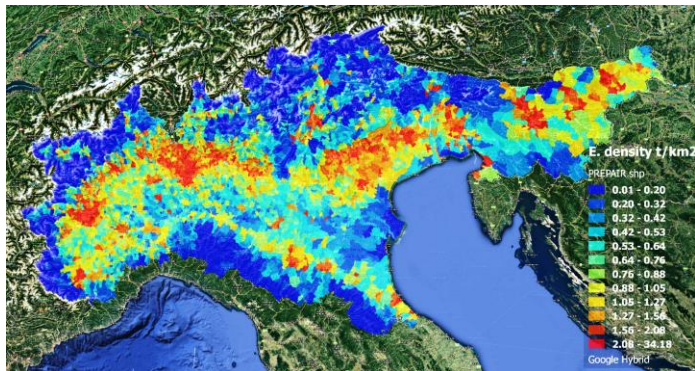 E. density t/km2
PREPAIR shp
0.01 - 0.20
0.20 - 0.32
0.32 - 0.42
0.42 - 0.53
0.53 - 0.64
0.64 - 0.76
0.76 - 0.88
0.88 - 1.05
1.05 - 1.27
1.27 - 1.56
1.56 - 2.08
2.08 - 34.18
Google Hybrid